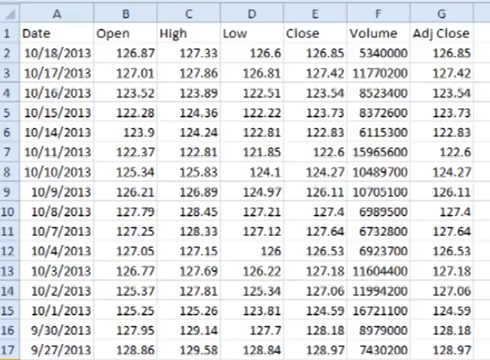 A B C D E F G
1 Date Open High Low Close Volume Adj Close
2 10/18/2013 126.87 127.33 126.6 126.85 5340000 126.85
3 10/17/2013 127.01 127.86 126.81 127.42 11770200 127.42
4 10/16/2013 123.52 123.89 122.51 123.54 8523400 123.54
5 10/15/2013 122.28 124.36 122.22 123.73 8372600 123.73
6 10/14/2013 123.9 124.24 122.81 122.83 6115300 122.83
7 10/11/2013 122.37 122.81 121.85 122.6 15965600 122.6
8 10/10/2013 125.34 125.83 124.1 124.27 10489700 124.27
9 10/9/2013 126.21 126.89 124.97 126.11 10705100 126.11
10 10/8/2013 127.79 128.45 127.21 127.4 6989500 127.4
11 10/7/2013 127.25 128.33 127.12 127.64 6732800 127.64
12 10/4/2013 127.05 127.15 126 126.53 6923700 126.53
13 10/3/2013 126.77 127.69 126.22 127.18 11604400 127.18
14 10/2/2013 125.37 127.81 125.34 127.06 11994200 127.06
15 10/1/2013 125.25 125.26 123.81 124.59 16721100 124.59
16 9/30/2013 127.95 129.14 127.7 128.18 8979000 128.18
17 9/27/2013 128.86 129.58 128.84 128.97 7430200 128.97